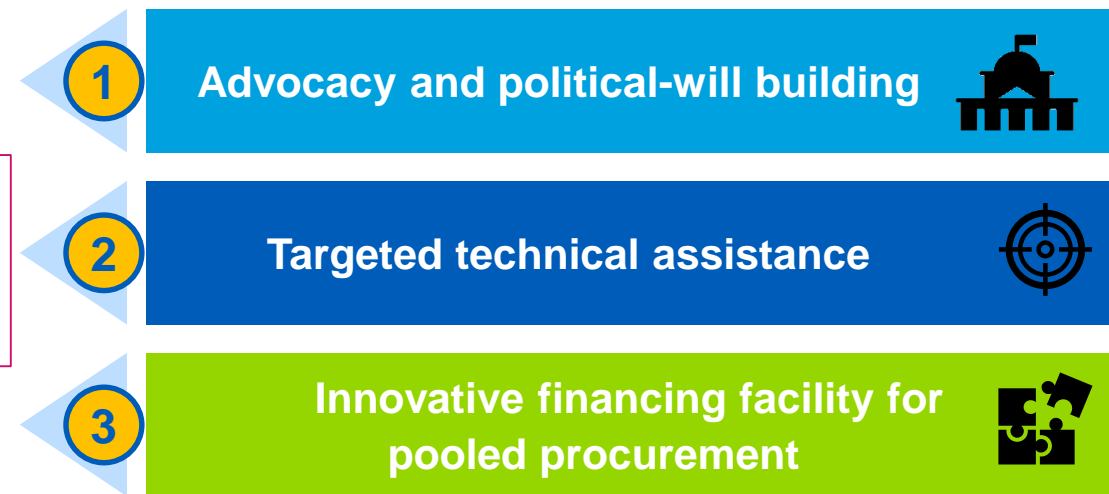 1
Advocacy and political-will building
2
Targeted technical assistance
3
Innovative financing facility for
pooled procurement